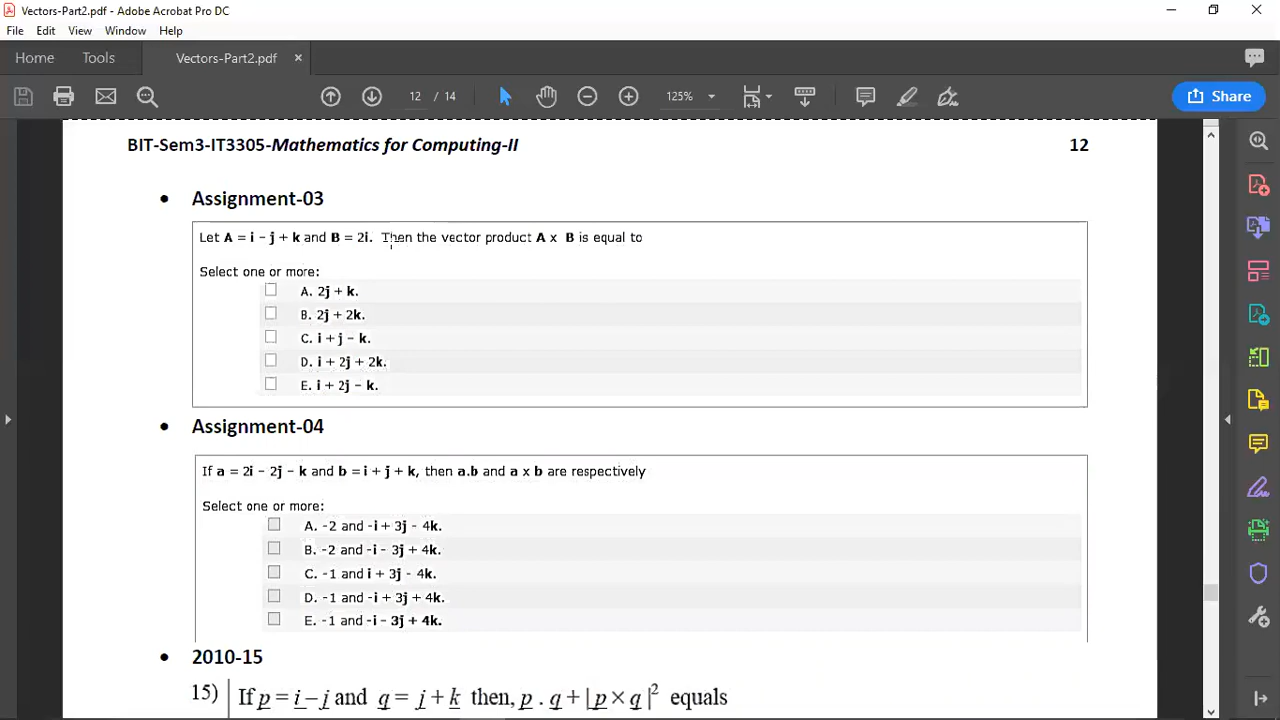 Vectors-Part2.pdf - Adobe Acrobat Pro DC
File Edit View Window Help
Home Tools Vectors-Part2.pdf ×
12 / 14 125% Share
BIT-Sem3-IT3305-Mathematics for Computing-II 12
• Assignment-03
Let A = i − j + k and B = 2i. Then the vector product A x B is equal to
Select one or more:
A. 2j + k.
B. 2j + 2k.
C. i + j − k.
D. i + 2j + 2k.
E. i + 2j − k.
• Assignment-04
If a = 2i − 2j − k and b = i + j + k, then a.b and a x b are respectively
Select one or more:
A. -2 and -i + 3j - 4k.
B. -2 and -i - 3j + 4k.
C. -1 and i + 3j - 4k.
D. -1 and -i + 3j + 4k.
E. -1 and -i - 3j + 4k.
• 2010-15
15) If p = i − j and q = j + k then, p . q + | p × q |² equals